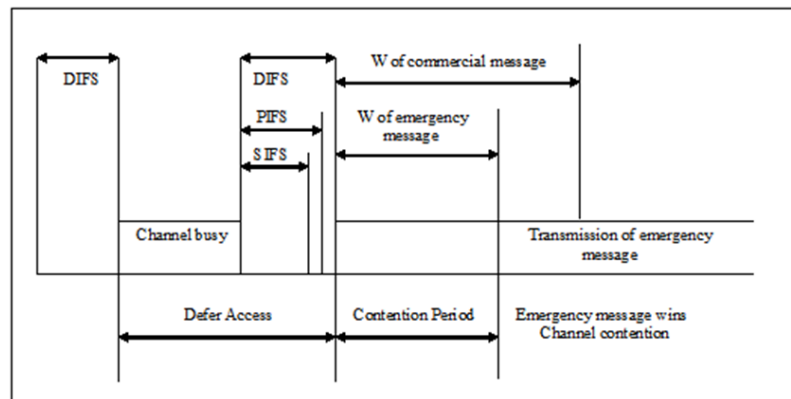 DIFS
DIFS
W of commercial message
PIFS
W of emergency
message
SIFS
Channel busy
Transmission of emergency
message
Defer Access
Contention Period
Emergency message wins
Channel contention